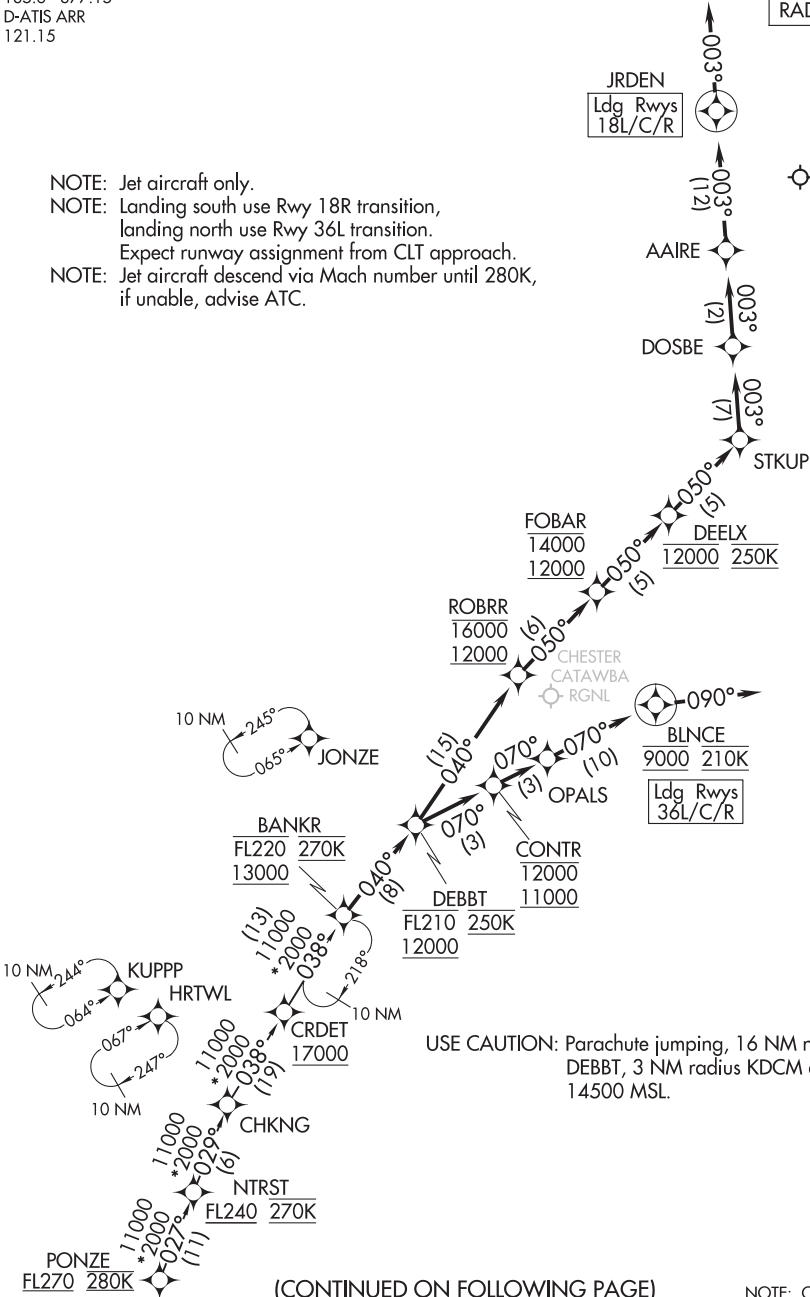 D-ATIS ARR
121.15
RAD
003°
JRDEN
Ldg Rwys
18L/C/R
NOTE: Jet aircraft only.
NOTE: Landing south use Rwy 18R transition,
landing north use Rwy 36L transition.
Expect runway assignment from CLT approach.
NOTE: Jet aircraft descend via Mach number until 280K,
if unable, advise ATC.
003°
(12)
AAIRE
003°
(2)
DOSBE
003°
(7)
STKUP
050°
(5)
DEELX
12000 250K
FOBAR
14000
12000
050°
(5)
ROBRR
16000
12000
(6)
050°
CHESTER
CATAWBA
RGNL
10 NM
245°
065°
JONZE
(15)
040°
070°
(3)
070°
(10)
090°
BLNCE
9000 210K
Ldg Rwys
36L/C/R
OPALS
070°
(3)
CONTR
12000
11000
BANKR
FL220 270K
13000
040°
(8)
DEBBT
FL210 250K
12000
(13)
11000
*2000
038°
218°
10 NM
10 NM
244°
064°
KUPPP
HRTWL
067°
247°
10 NM
CRDET
17000
USE CAUTION: Parachute jumping, 16 NM
DEBBT, 3 NM radius KDCM
14500 MSL.
11000
*2000
038°
(19)
CHKNG
11000
*2000
029°
(6)
NTRST
FL240 270K
11000
*2000
027°
(11)
PONZE
FL270 280K
(CONTINUED ON FOLLOWING PAGE)
NOTE: